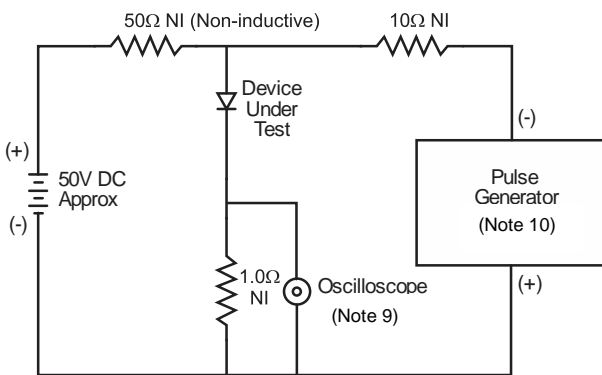 50Ω NI (Non-inductive)
10Ω NI
Device
Under
Test
(-)
(+)
50V DC
Approx
(-)
Pulse
Generator
(Note 10)
1.0Ω
NI
Oscilloscope
(Note 9)
(+)